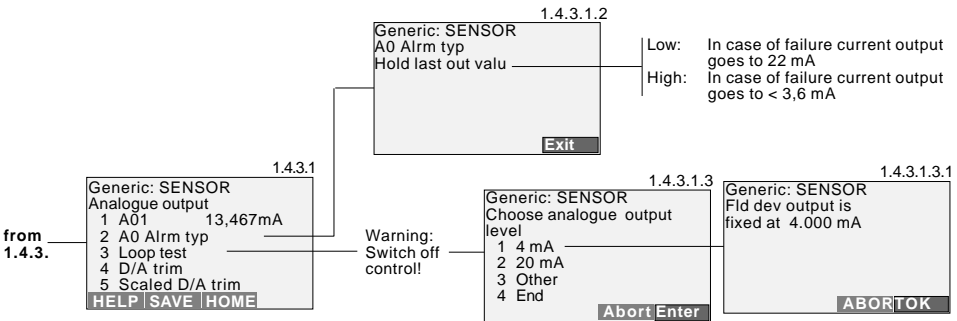 1.4.3.1.2
Generic: SENSOR
A0 Alrm typ
Hold last out valu
Exit
Low: In case of failure current output
goes to 22 mA
High: In case of failure current output
goes to < 3,6 mA
from
1.4.3.
1.4.3.1
Generic: SENSOR
Analogue output
1 A01 13,467mA
2 A0 Alrm typ
3 Loop test
4 D/A trim
5 Scaled D/A trim
HELP SAVE HOME
Warning:
Switch off
control!
1.4.3.1.3
Generic: SENSOR
Choose analogue output
level
1 4 mA
2 20 mA
3 Other
4 End
Abort Enter
1.4.3.1.3.1
Generic: SENSOR
Fld dev output is
fixed at 4.000 mA
ABORTOK